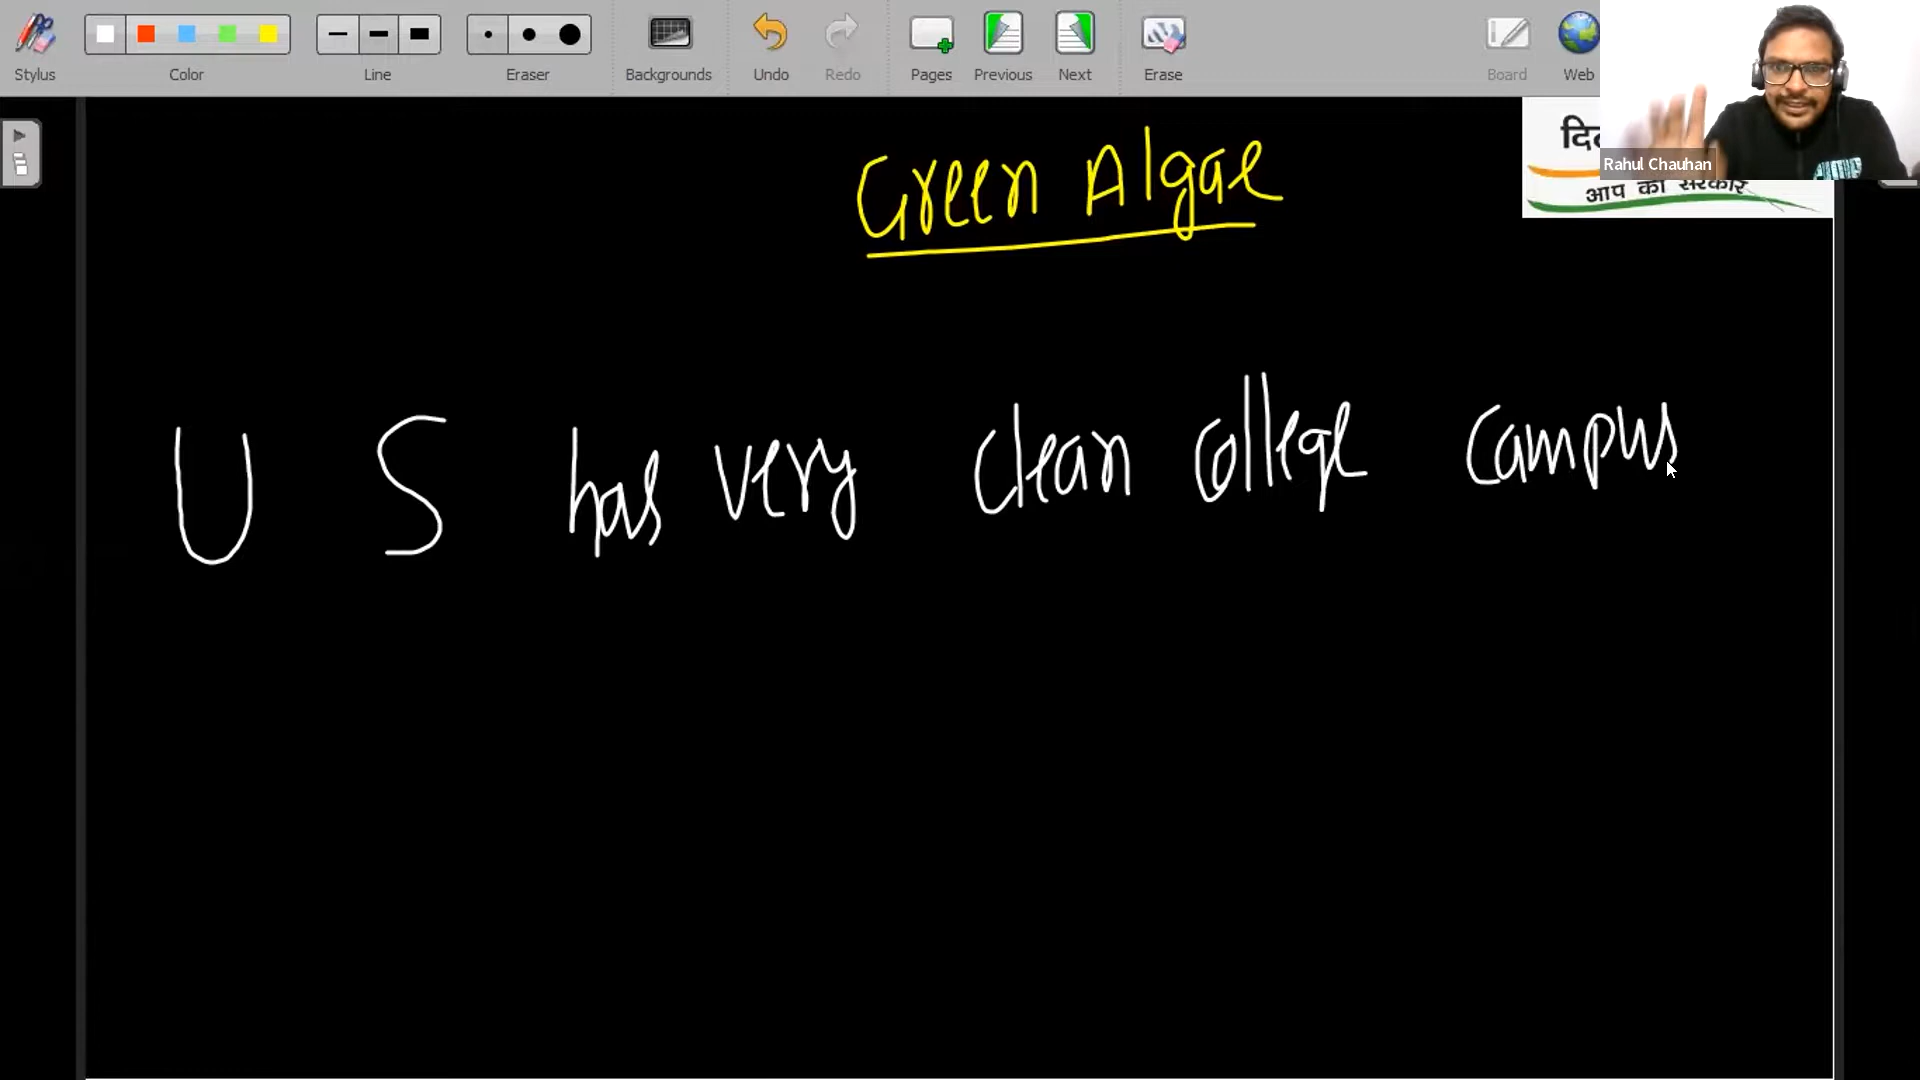 Stylus Color Line Eraser Backgrounds Undo Redo Pages Previous Next Erase Board Web
Rahul Chauhan
आप की सरकार
Green Algae
U S has very clean college campus